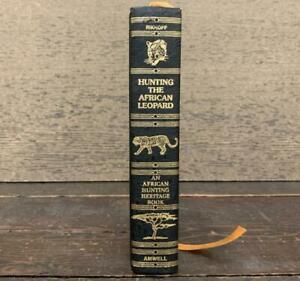 RIKHOFF
HUNTING
THE
AFRICAN
LEOPARD
AN
AFRICAN
HUNTING
HERITAGE
BOOK
AMWELL